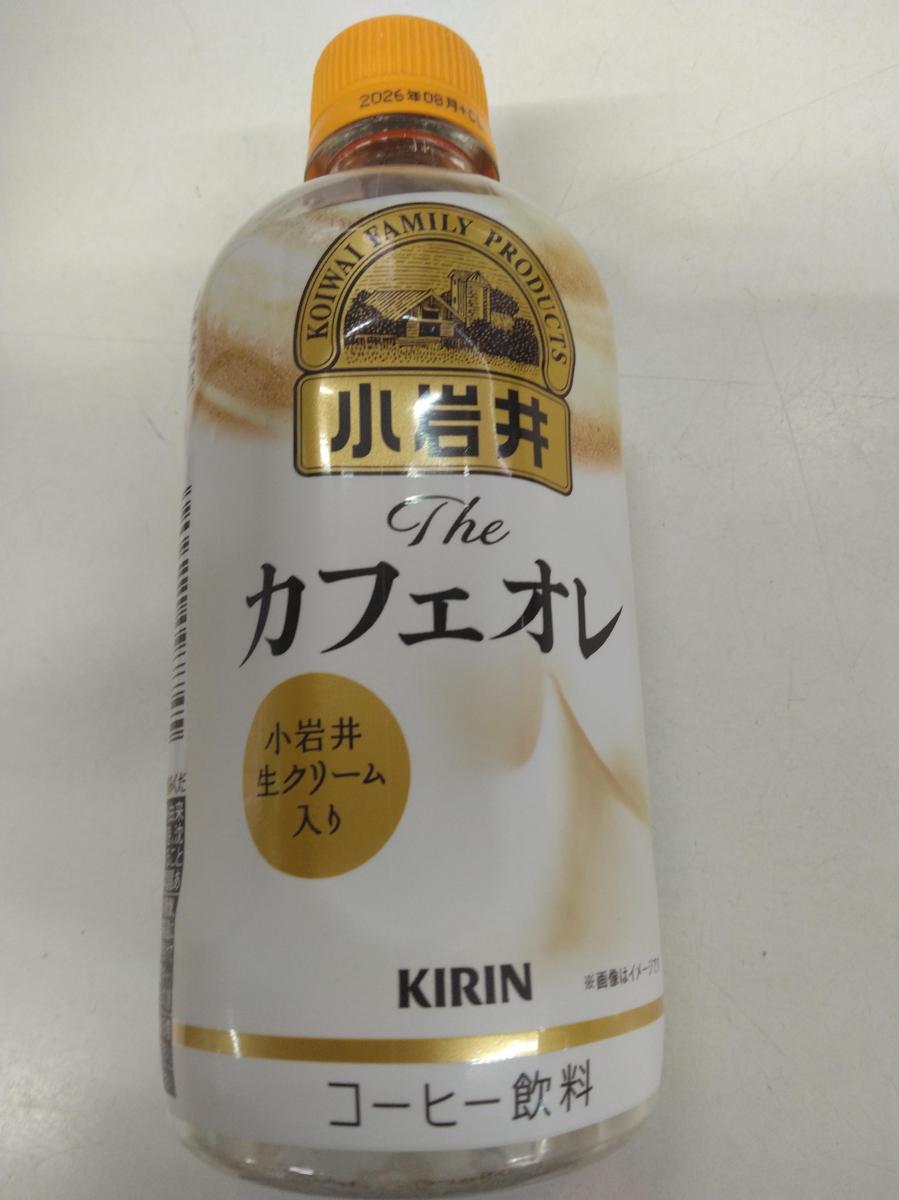 2026年08月
KOIWAI FAMILY PRODUCTS
小岩井
The
カフェオレ
小岩井
生クリーム
入り
KIRIN
※画像はイメージです
コーヒー飲料